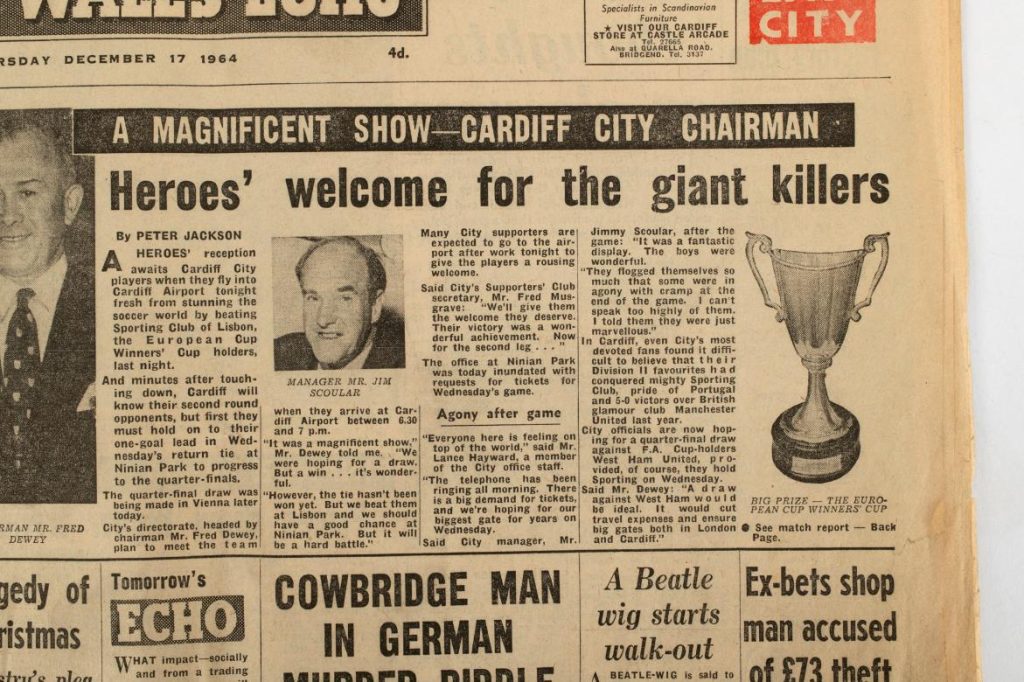 WALES ECHO
Specialists in Scandinavian
Furniture
★ VISIT OUR CARDIFF
STORE AT CASTLE ARCADE
Tel. 27665
Also at QUARELLA ROAD,
BRIDGEND. Tel. 3137
CITY
RSDAY DECEMBER 17 1964
4d.
A MAGNIFICENT SHOW—CARDIFF CITY CHAIRMAN
Heroes' welcome for the giant killers
By PETER JACKSON
A HEROES' reception
awaits Cardiff City
players when they fly into
Cardiff Airport tonight
fresh from stunning the
soccer world by beating
Sporting Club of Lisbon,
the European Cup
Winners' Cup holders,
last night.
And minutes after touch-
ing down, Cardiff will
know their second round
opponents, but first they
must hold on to their
one-goal lead in Wed-
nesday's return tie at
Ninian Park to progress
to the quarter-finals.
The quarter-final draw was
being made in Vienna later
today.
City's directorate, headed by
chairman Mr. Fred Dewey,
plan to meet the team
RMAN MR. FRED
DEWEY
MANAGER MR. JIM
SCOULAR
when they arrive at Car-
diff Airport between 6.30
and 7 p.m.
"It was a magnificent show,"
Mr. Dewey told me. "We
were hoping for a draw.
But a win . . . it's wonder-
ful.
"However, the tie hasn't been
won yet. But we beat them
at Lisbon and we should
have a good chance at
Ninian Park. But it will
be a hard battle."
Many City supporters are
expected to go to the air-
port after work tonight to
give the players a rousing
welcome.
Said City's Supporters' Club
secretary, Mr. Fred Mus-
grave: "We'll give them
the welcome they deserve.
Their victory was a won-
derful achievement. Now
for the second leg . . ."
The office at Ninian Park
was today inundated with
requests for tickets for
Wednesday's game.
Agony after game
"Everyone here is feeling on
top of the world," said Mr.
Lance Hayward, a member
of the City office staff.
"The telephone has been
ringing all morning. There
is a big demand for tickets,
and we're hoping for our
biggest gate for years on
Wednesday.
Said City manager, Mr.
Jimmy Scoular, after the
game: "It was a fantastic
display. The boys were
wonderful.
"They flogged themselves so
much that some were in
agony with cramp at the
end of the game. I can't
speak too highly of them.
I told them they were just
marvellous."
In Cardiff, even City's most
devoted fans found it diffi-
cult to believe that their
Division II favourites had
conquered mighty Sporting
Club, pride of Portugal
and 5-0 victors over British
glamour club Manchester
United last year.
City officials are now hop-
ing for a quarter-final draw
against F.A. Cup-holders
West Ham United, pro-
vided, of course, they hold
Sporting on Wednesday.
Said Mr. Dewey: "A draw
against West Ham would
be ideal. It would cut
travel expenses and ensure
big gates both in London
and Cardiff."
BIG PRIZE — THE EURO-
PEAN CUP WINNERS' CUP
● See match report — Back
Page.
gedy of
ristmas
stry's plea
Tomorrow's
ECHO
WHAT impact—socially
and from a trading
COWBRIDGE MAN
IN GERMAN
MURDER RIDDLE
A Beatle
wig starts
walk-out
A BEATLE-WIG is said to
Ex-bets shop
man accused
of £73 theft